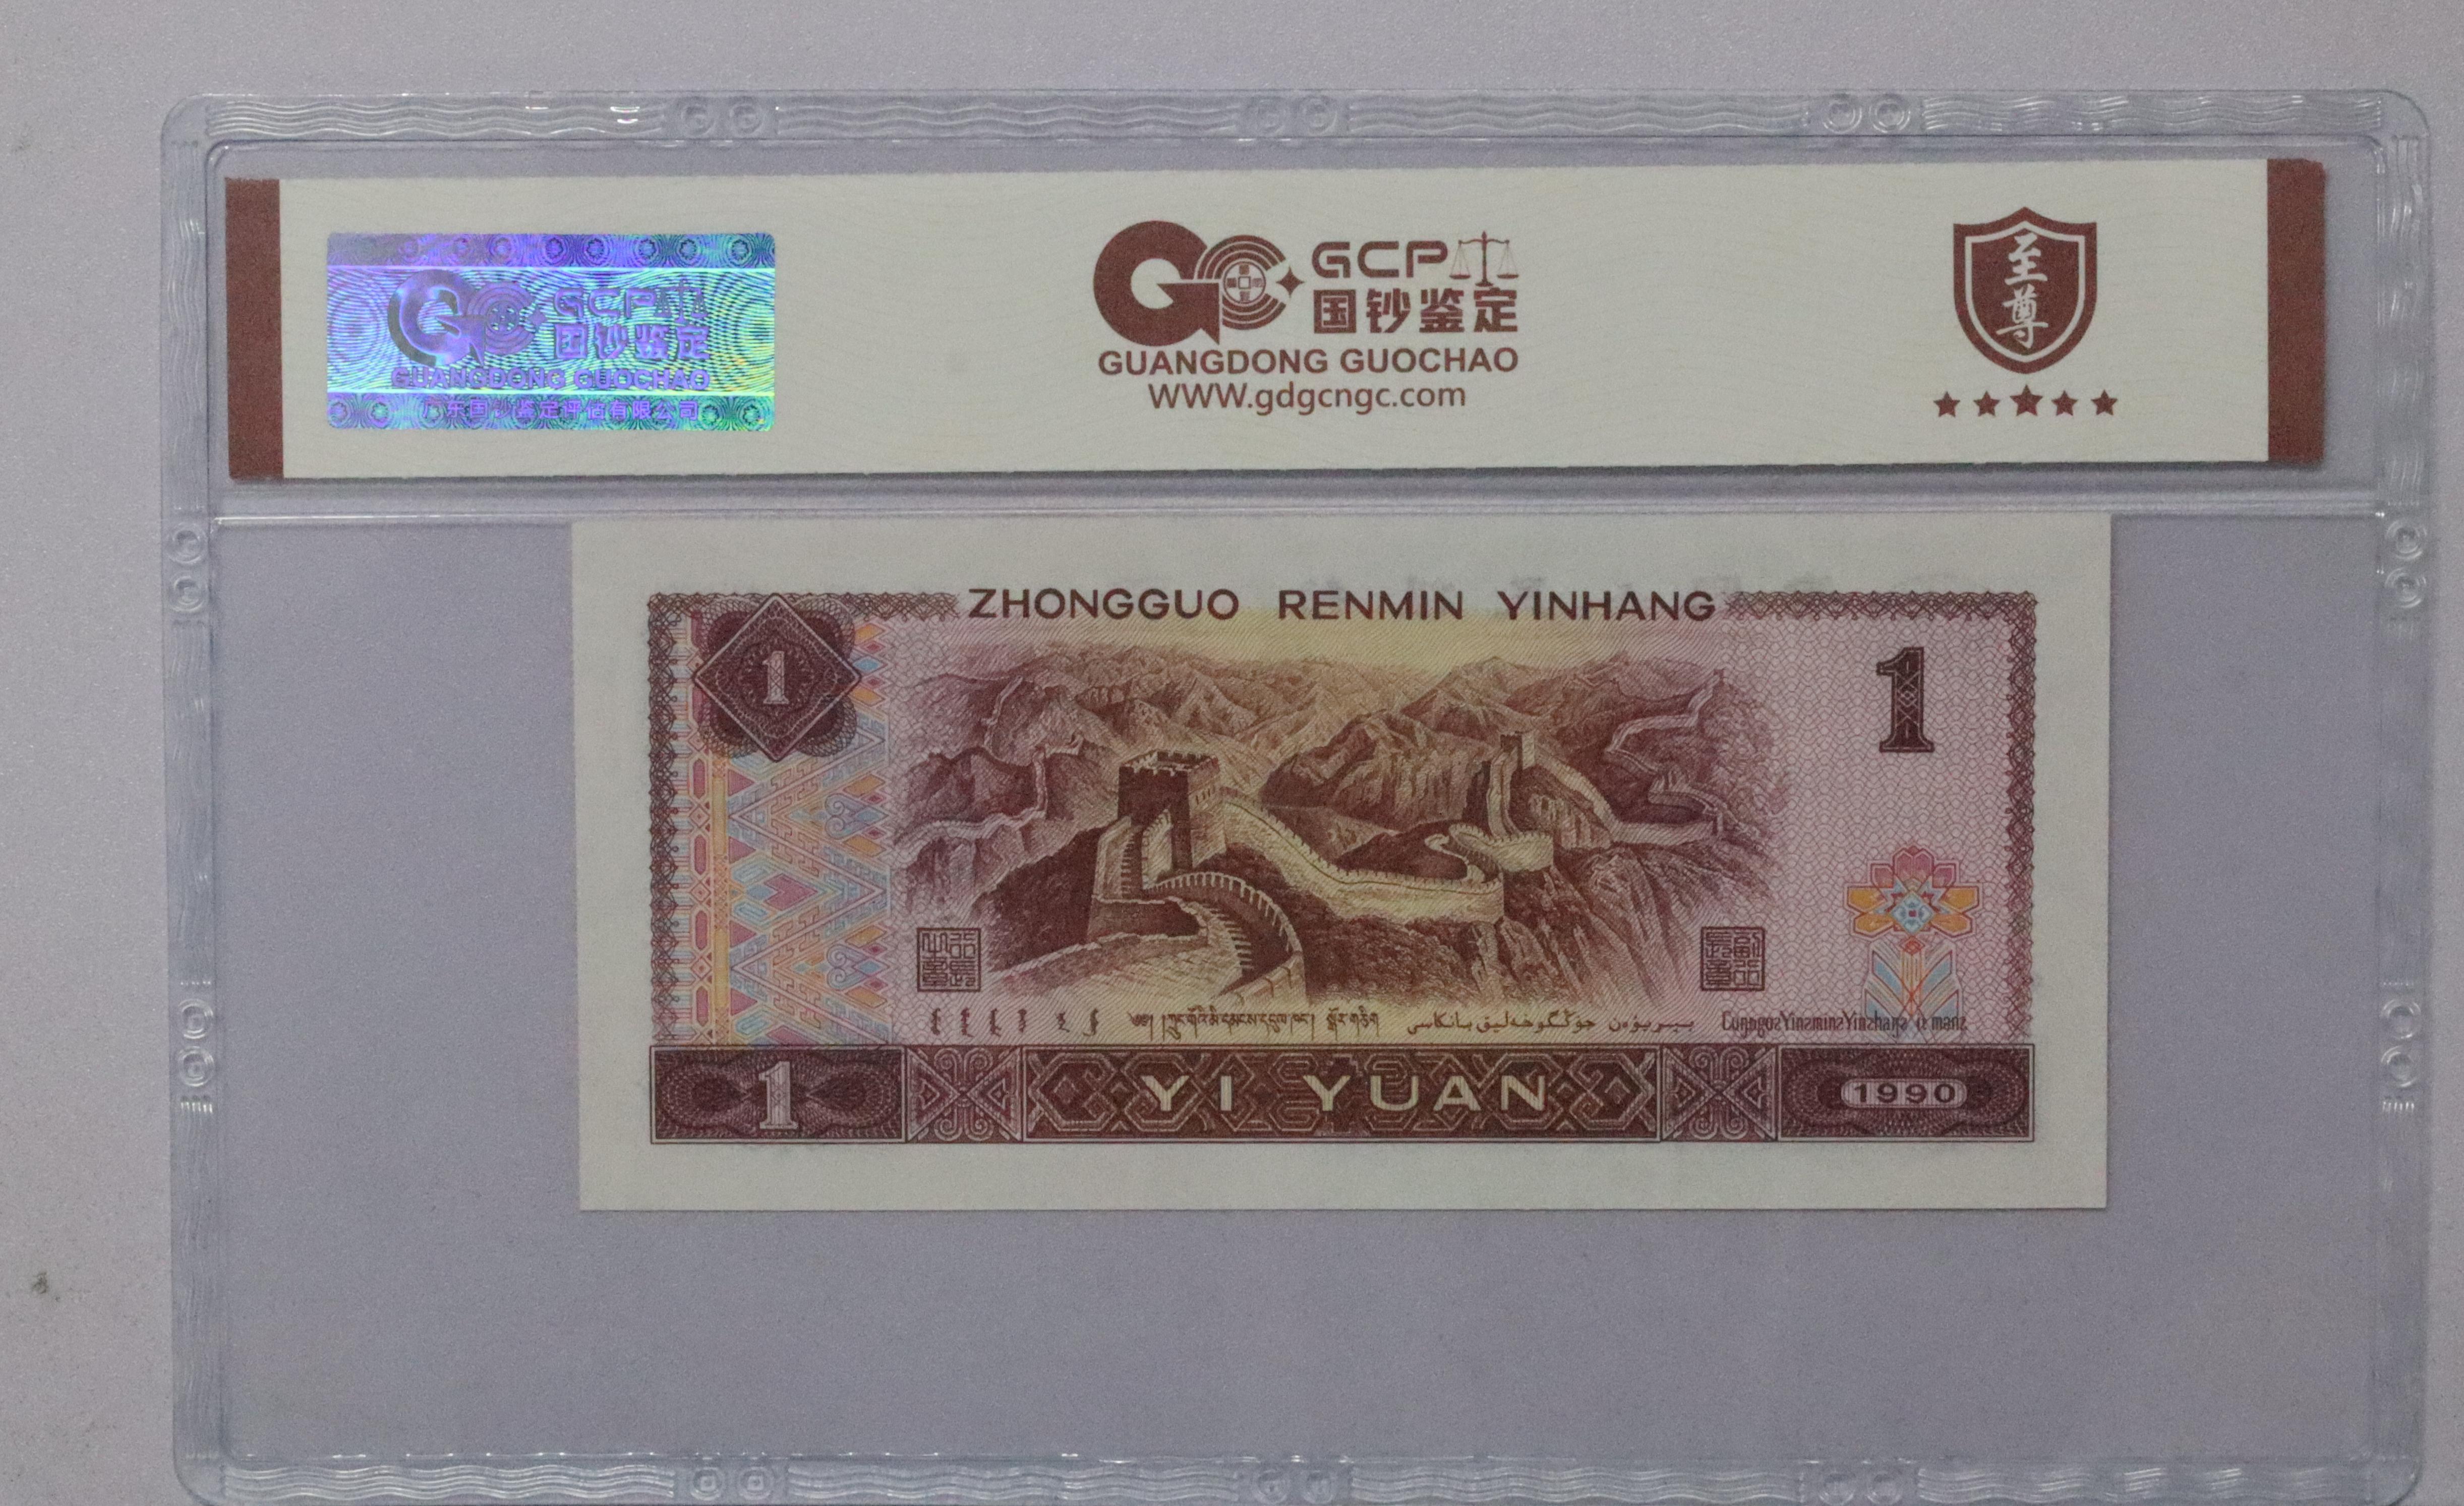 GCP
国钞鉴定
GUANGDONG GUOCHAO
广东国钞鉴定评估有限公司
GCP
国钞鉴定
GUANGDONG GUOCHAO
WWW.gdgcngc.com
至
尊
ZHONGGUO RENMIN YINHANG
1
1
1
YI YUAN
1990